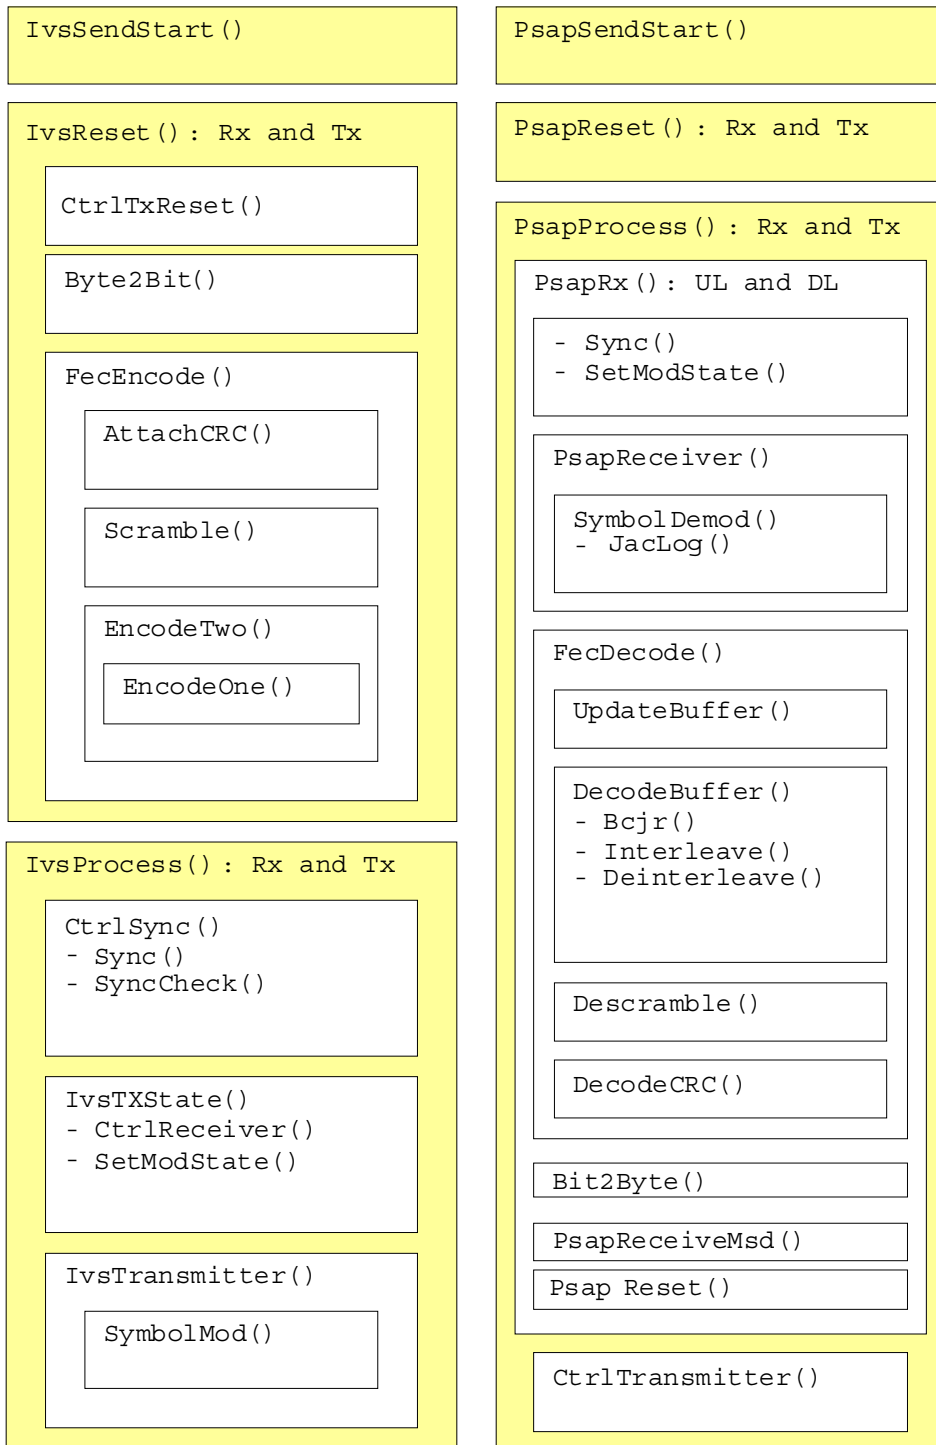 IvsSendStart()
IvsReset(): Rx and Tx
CtrlTxReset()
Byte2Bit()
FecEncode()
AttachCRC()
Scramble()
EncodeTwo()
EncodeOne()
IvsProcess(): Rx and Tx
CtrlSync()
- Sync()
- SyncCheck()
IvsTXState()
- CtrlReceiver()
- SetModState()
IvsTransmitter()
SymbolMod()
PsapSendStart()
PsapReset(): Rx and Tx
PsapProcess(): Rx and Tx
PsapRx(): UL and DL
- Sync()
- SetModState()
PsapReceiver()
SymbolDemod()
- JacLog()
FecDecode()
UpdateBuffer()
DecodeBuffer()
- Bcjr()
- Interleave()
- Deinterleave()
Descramble()
DecodeCRC()
Bit2Byte()
PsapReceiveMsd()
Psap Reset()
CtrlTransmitter()